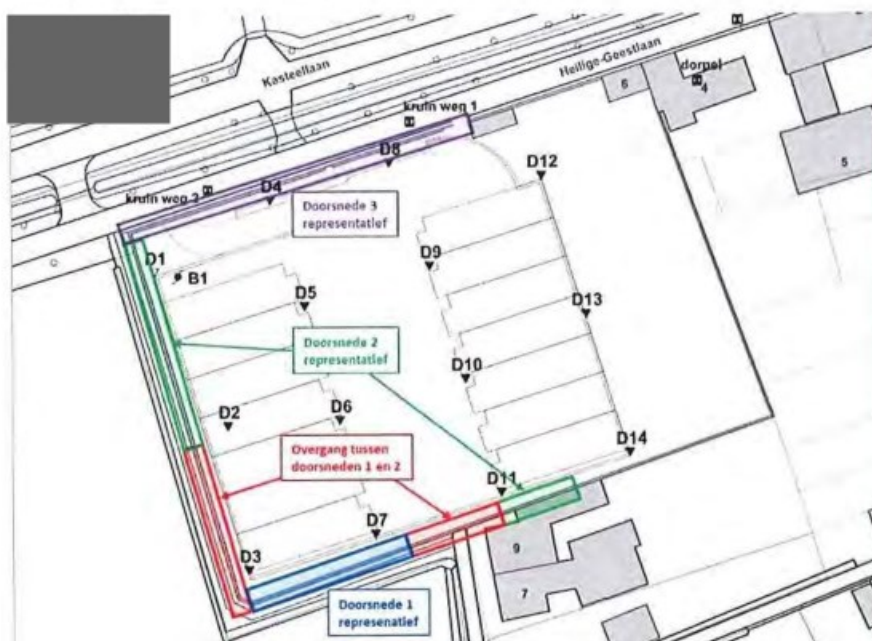 Kasteellaan
Heilige-Geestlaan
dorpel
6
4
5
kruin weg 1
D8
D12
kruin weg 2
D4
Doorsnede 3
representatief
D1
B1
D9
D5
D13
Doorsnede 2
representatief
D10
D2
D6
Overgang tussen
doorsneden 1 en 2
D14
D11
D7
D3
9
7
Doorsnede 1
represenatief